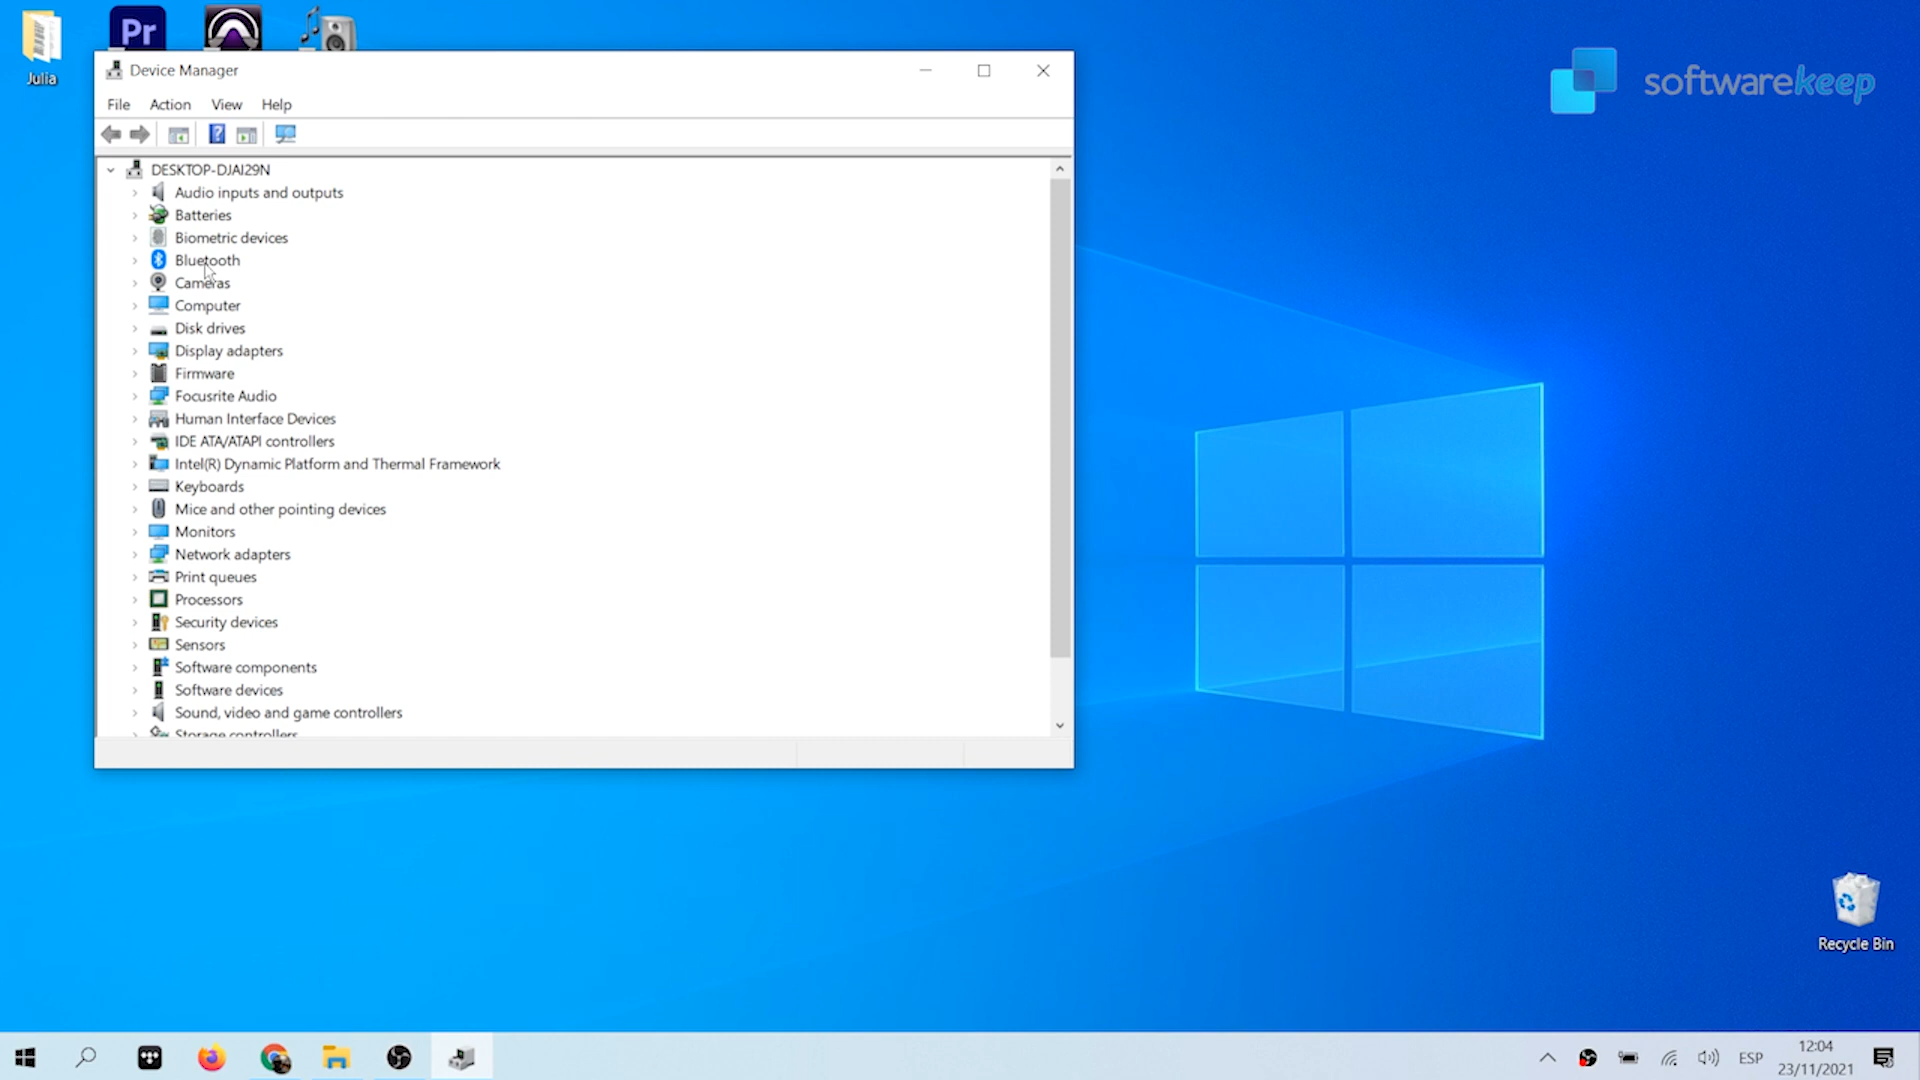 Pr
Julia
Device Manager
softwarekeep
File Action View Help
DESKTOP-DJAI29N
Audio inputs and outputs
Batteries
Biometric devices
Bluetooth
Cameras
Computer
Disk drives
Display adapters
Firmware
Focusrite Audio
Human Interface Devices
IDE ATA/ATAPI controllers
Intel(R) Dynamic Platform and Thermal Framework
Keyboards
Mice and other pointing devices
Monitors
Network adapters
Print queues
Processors
Security devices
Sensors
Software components
Software devices
Sound, video and game controllers
Storage controllers
Recycle Bin
ESP
12:04
23/11/2021